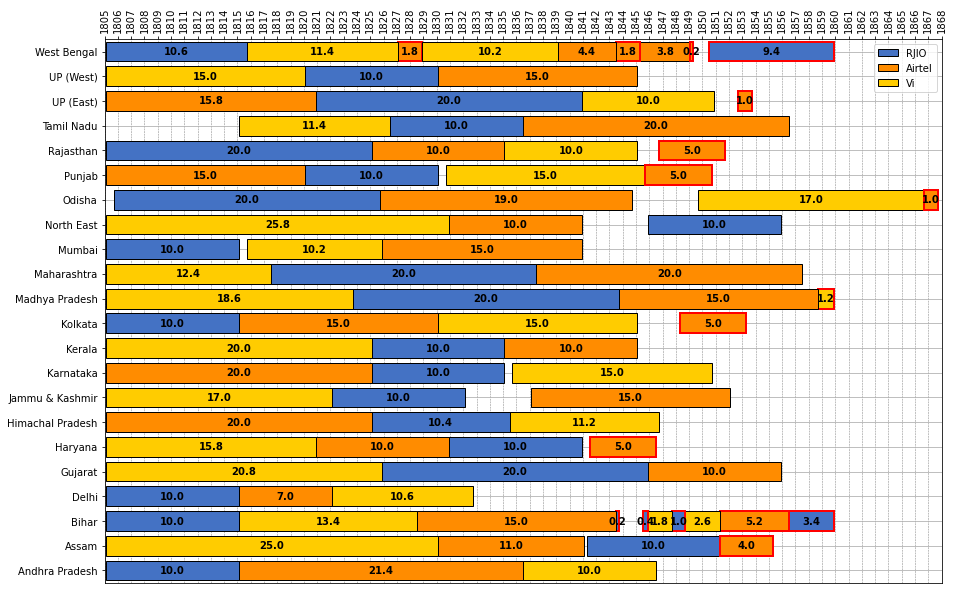 1805 1806 1807 1808 1809 1810 1811 1812 1813 1814 1815 1816 1817 1818 1819 1820 1821 1822 1823 1824 1825 1826 1827 1828 1829 1830 1831 1832 1833 1834 1835 1836 1837 1838 1839 1840 1841 1842 1843 1844 1845 1846 1847 1848 1849 1850 1851 1852 1853 1854 1855 1856 1857 1858 1859 1860 1861 1862 1863 1864 1865 1866 1867 1868
West Bengal 10.6 11.4 1.8 10.2 4.4 1.8 3.8 0.2 9.4
RJIO
Airtel
Vi
UP (West) 15.0 10.0 15.0
UP (East) 15.8 20.0 10.0 1.0
Tamil Nadu 11.4 10.0 20.0
Rajasthan 20.0 10.0 10.0 5.0
Punjab 15.0 10.0 15.0 5.0
Odisha 20.0 19.0 17.0 1.0
North East 25.8 10.0 10.0
Mumbai 10.0 10.2 15.0
Maharashtra 12.4 20.0 20.0
Madhya Pradesh 18.6 20.0 15.0 1.2
Kolkata 10.0 15.0 15.0 5.0
Kerala 20.0 10.0 10.0
Karnataka 20.0 10.0 15.0
Jammu & Kashmir 17.0 10.0 15.0
Himachal Pradesh 20.0 10.4 11.2
Haryana 15.8 10.0 10.0 5.0
Gujarat 20.8 20.0 10.0
Delhi 10.0 7.0 10.6
Bihar 10.0 13.4 15.0 0.2 0.4 1.8 1.0 2.6 5.2 3.4
Assam 25.0 11.0 10.0 4.0
Andhra Pradesh 10.0 21.4 10.0